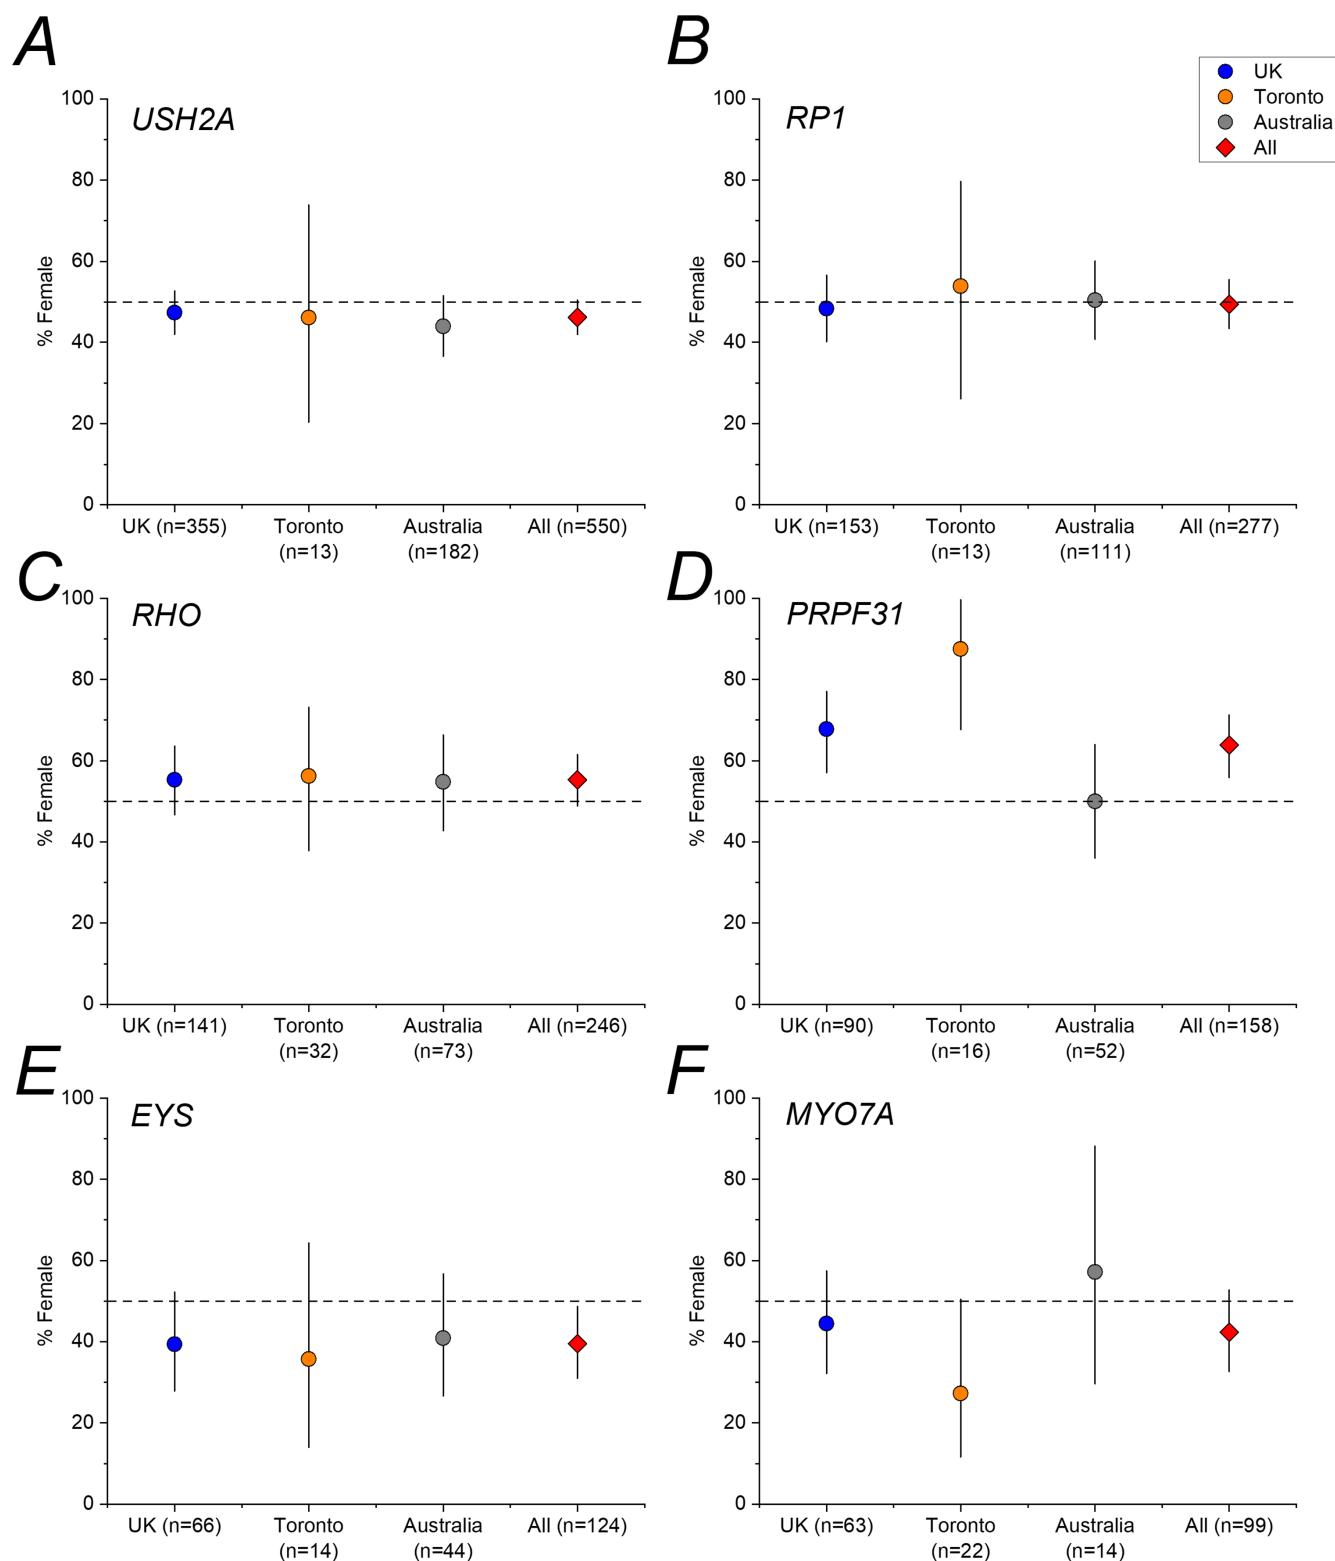 A
USH2A
100
80
60
40
20
0
% Female
UK (n=355)
Toronto
(n=13)
Australia
(n=182)
All (n=550)
B
RP1
UK
Toronto
Australia
All
100
80
60
40
20
0
% Female
UK (n=153)
Toronto
(n=13)
Australia
(n=111)
All (n=277)
C
RHO
100
80
60
40
20
0
% Female
UK (n=141)
Toronto
(n=32)
Australia
(n=73)
All (n=246)
D
PRPF31
100
80
60
40
20
0
% Female
UK (n=90)
Toronto
(n=16)
Australia
(n=52)
All (n=158)
E
EYS
100
80
60
40
20
0
% Female
UK (n=66)
Toronto
(n=14)
Australia
(n=44)
All (n=124)
F
MYO7A
100
80
60
40
20
0
% Female
UK (n=63)
Toronto
(n=22)
Australia
(n=14)
All (n=99)